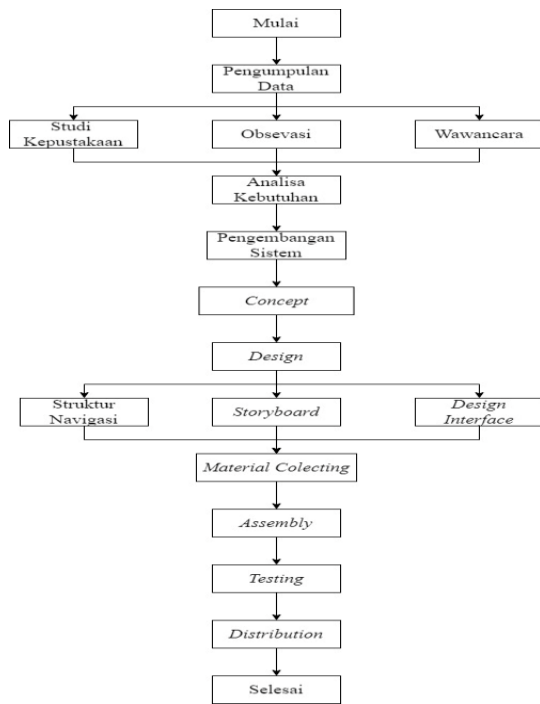 Mulai
Pengumpulan
Data
Studi
Kepustakaan
Obsevasi
Wawancara
Analisa
Kebutuhan
Pengembangan
Sistem
Concept
Design
Struktur
Navigasi
Storyboard
Design
Interface
Material Colecting
Assembly
Testing
Distribution
Selesai